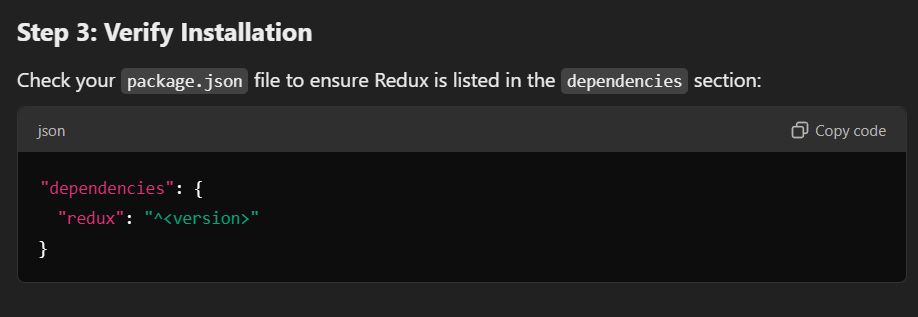 Step 3: Verify Installation
Check your package.json file to ensure Redux is listed in the dependencies section:
json Copy code
"dependencies": {
  "redux": "^<version>"
}